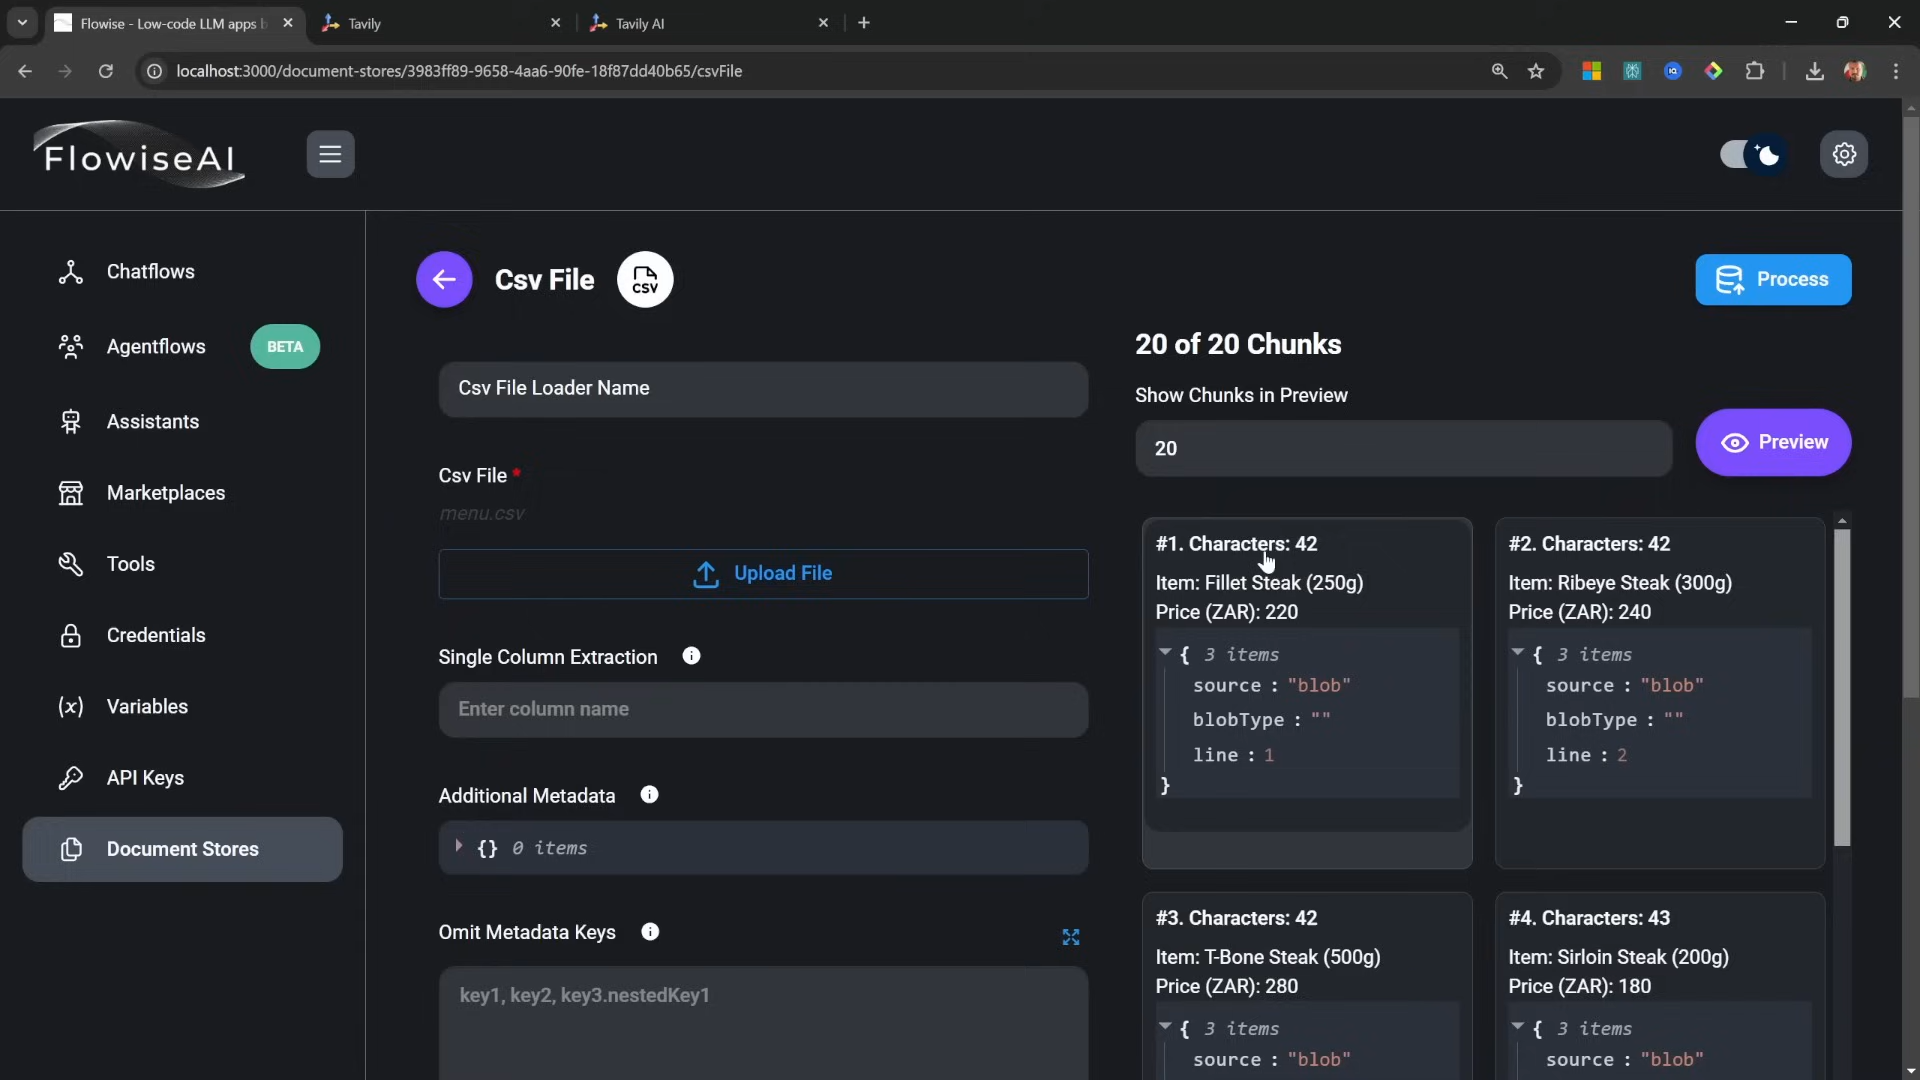 Flowise - Low-code LLM apps b
Tavily
Tavily AI
localhost:3000/document-stores/3983ff89-9658-4aa6-90fe-18f87dd40b65/csvFile
FlowiseAI
Chatflows
Agentflows
BETA
Assistants
Marketplaces
Tools
Credentials
Variables
API Keys
Document Stores
Csv File
CSV
Process
Csv File Loader Name
Csv File *
menu.csv
Upload File
Single Column Extraction
Enter column name
Additional Metadata
{} 0 items
Omit Metadata Keys
key1, key2, key3.nestedKey1
20 of 20 Chunks
Show Chunks in Preview
20
Preview
#1. Characters: 42
Item: Fillet Steak (250g)
Price (ZAR): 220
{ 3 items
source : "blob"
blobType : ""
line : 1
}
#2. Characters: 42
Item: Ribeye Steak (300g)
Price (ZAR): 240
{ 3 items
source : "blob"
blobType : ""
line : 2
}
#3. Characters: 42
Item: T-Bone Steak (500g)
Price (ZAR): 280
{ 3 items
source : "blob"
#4. Characters: 43
Item: Sirloin Steak (200g)
Price (ZAR): 180
{ 3 items
source : "blob"